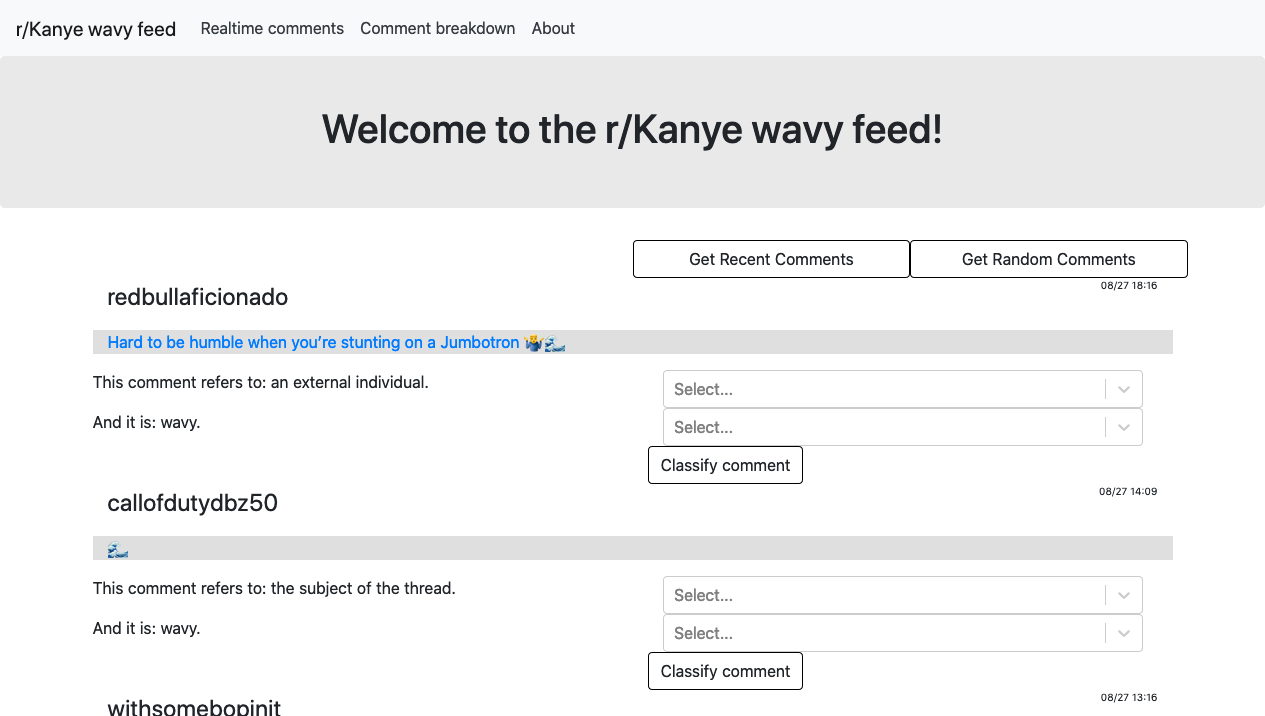 r/Kanye wavy feed Realtime comments Comment breakdown About
Welcome to the r/Kanye wavy feed!
Get Recent Comments Get Random Comments
redbullaficionado 08/27 18:16
Hard to be humble when you’re stunting on a Jumbotron 🤷‍♂️🌊
This comment refers to: an external individual. Select...
And it is: wavy. Select...
Classify comment
callofdutydbz50 08/27 14:09
🌊
This comment refers to: the subject of the thread. Select...
And it is: wavy. Select...
Classify comment
withsomebopinit 08/27 13:16